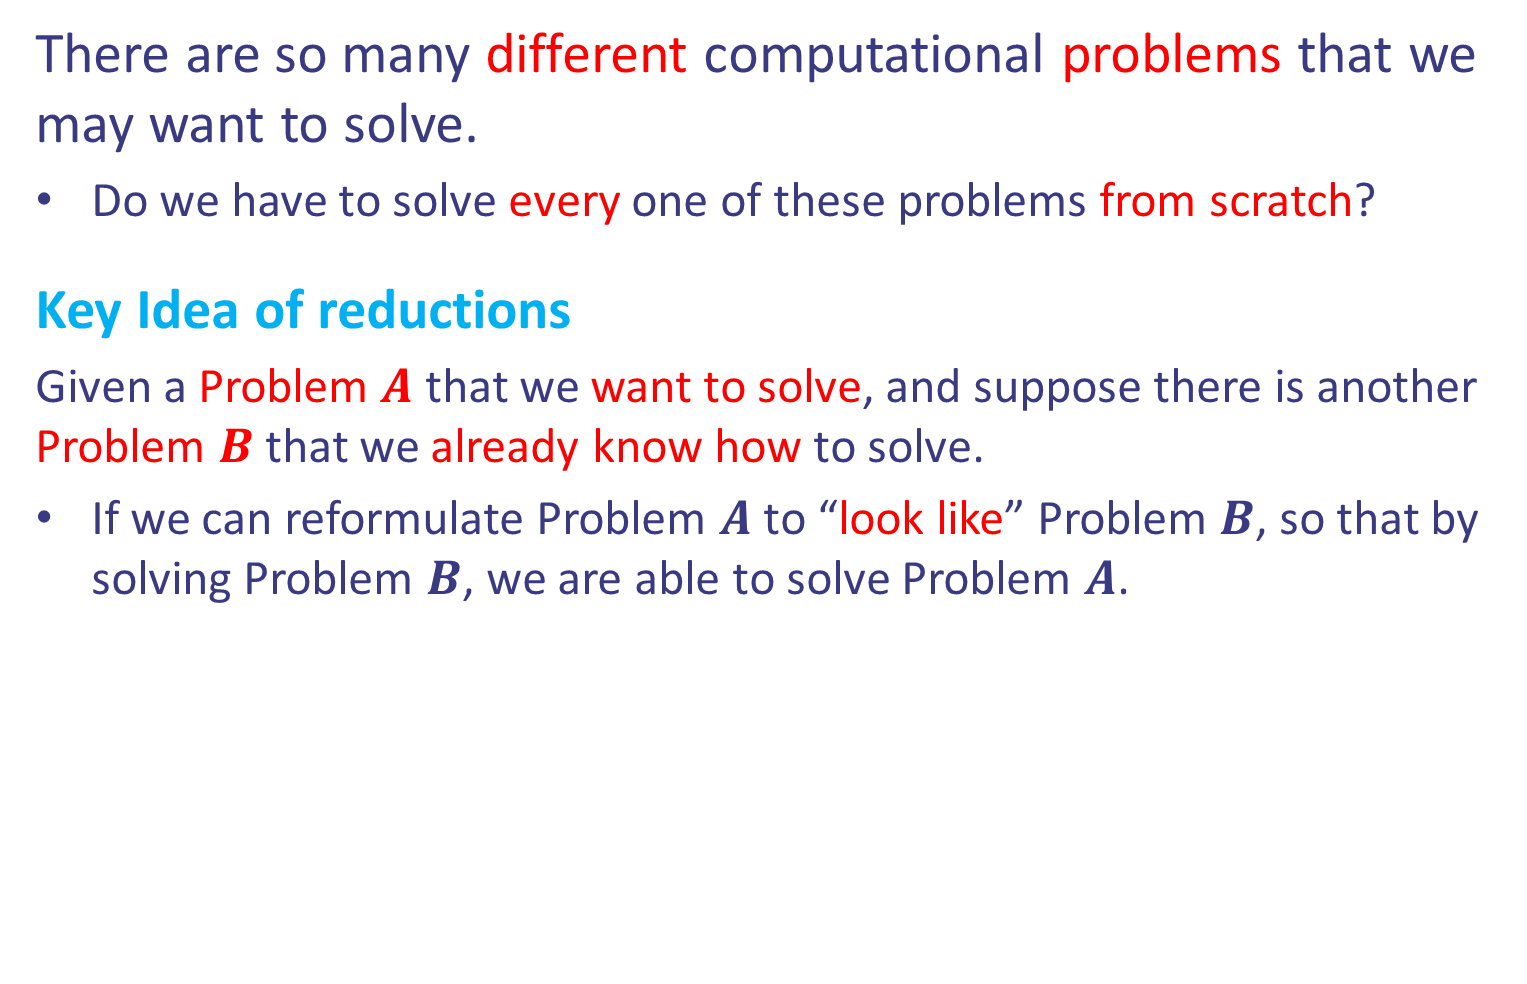 There are so many different computational problems that we
may want to solve.
• Do we have to solve every one of these problems from scratch?
Key Idea of reductions
Given a Problem A that we want to solve, and suppose there is another
Problem B that we already know how to solve.
• If we can reformulate Problem A to “look like” Problem B, so that by
solving Problem B, we are able to solve Problem A.